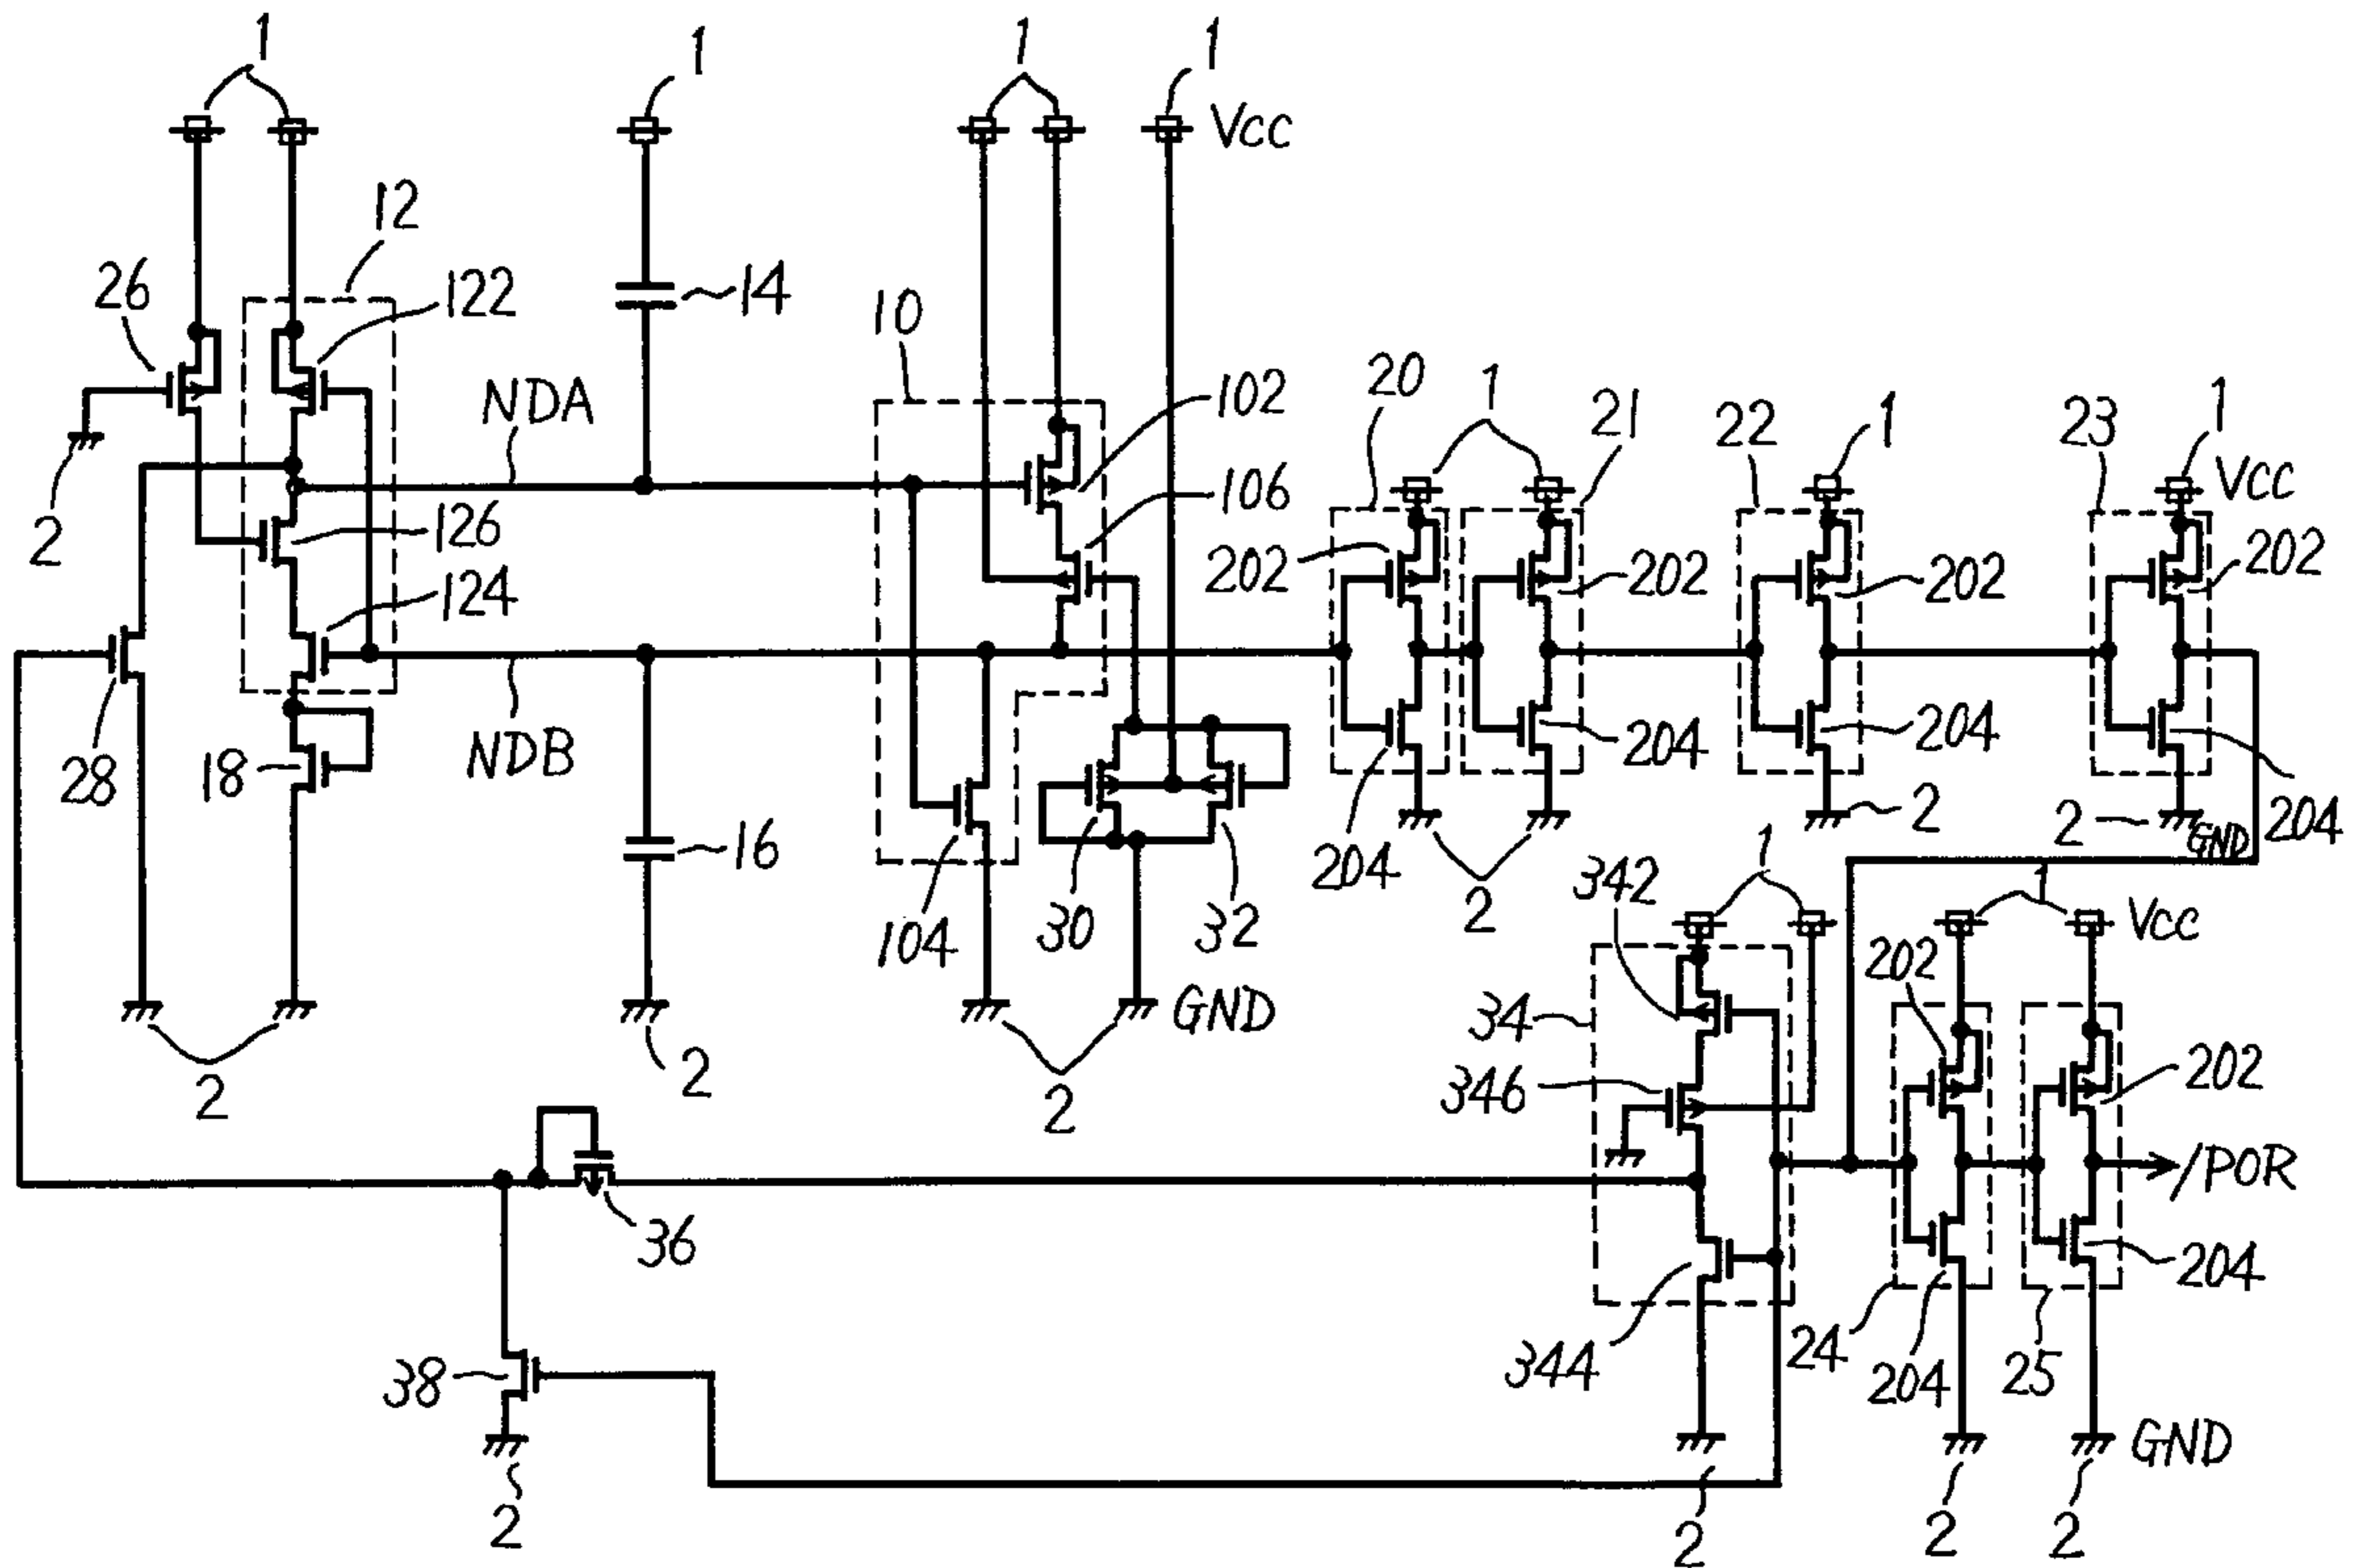 1 1 1 1 VCC
12
26 122 14 10
20 1 21 22 1 23 1
NDA 102 VCC
106
2 126 202 202 202 202
124
28 18 NDB 16 204 204 204 204
104 30 32 204 2 2 2 GND
342 1 1 VCC
202
2 2 2 GND 34
346 202
/POR
36
204
38 344 24 204 25
GND
2 2 2 2